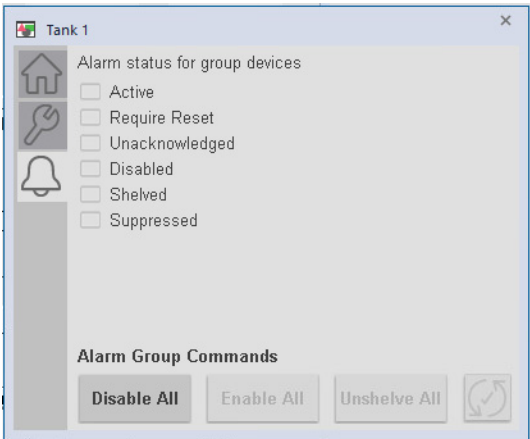 Tank 1
Alarm status for group devices
Active
Require Reset
Unacknowledged
Disabled
Shelved
Suppressed
Alarm Group Commands
Disable All Enable All Unshelve All